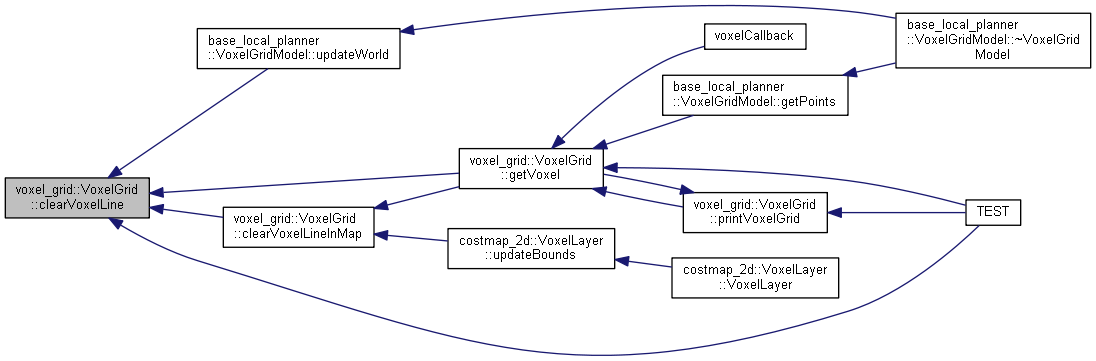 base_local_planner
::VoxelGridModel::updateWorld
voxelCallback
base_local_planner
::VoxelGridModel::~VoxelGrid
Model
base_local_planner
::VoxelGridModel::getPoints
voxel_grid::VoxelGrid
::clearVoxelLine
voxel_grid::VoxelGrid
::getVoxel
voxel_grid::VoxelGrid
::clearVoxelLineInMap
voxel_grid::VoxelGrid
::printVoxelGrid
TEST
costmap_2d::VoxelLayer
::updateBounds
costmap_2d::VoxelLayer
::VoxelLayer